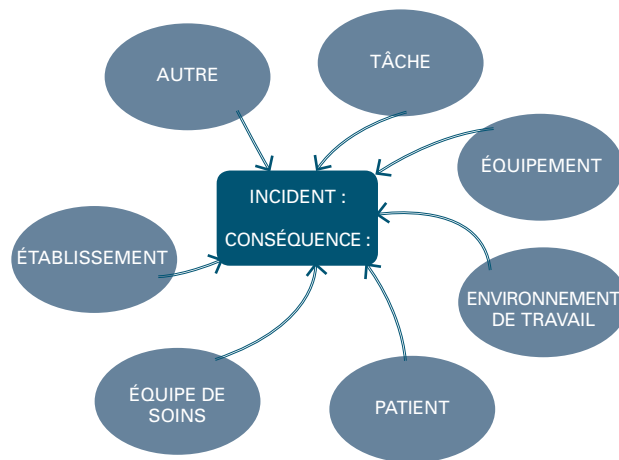 AUTRE
TÂCHE
ÉQUIPEMENT
INCIDENT :
CONSÉQUENCE :
ÉTABLISSEMENT
ENVIRONNEMENT
DE TRAVAIL
ÉQUIPE DE
SOINS
PATIENT